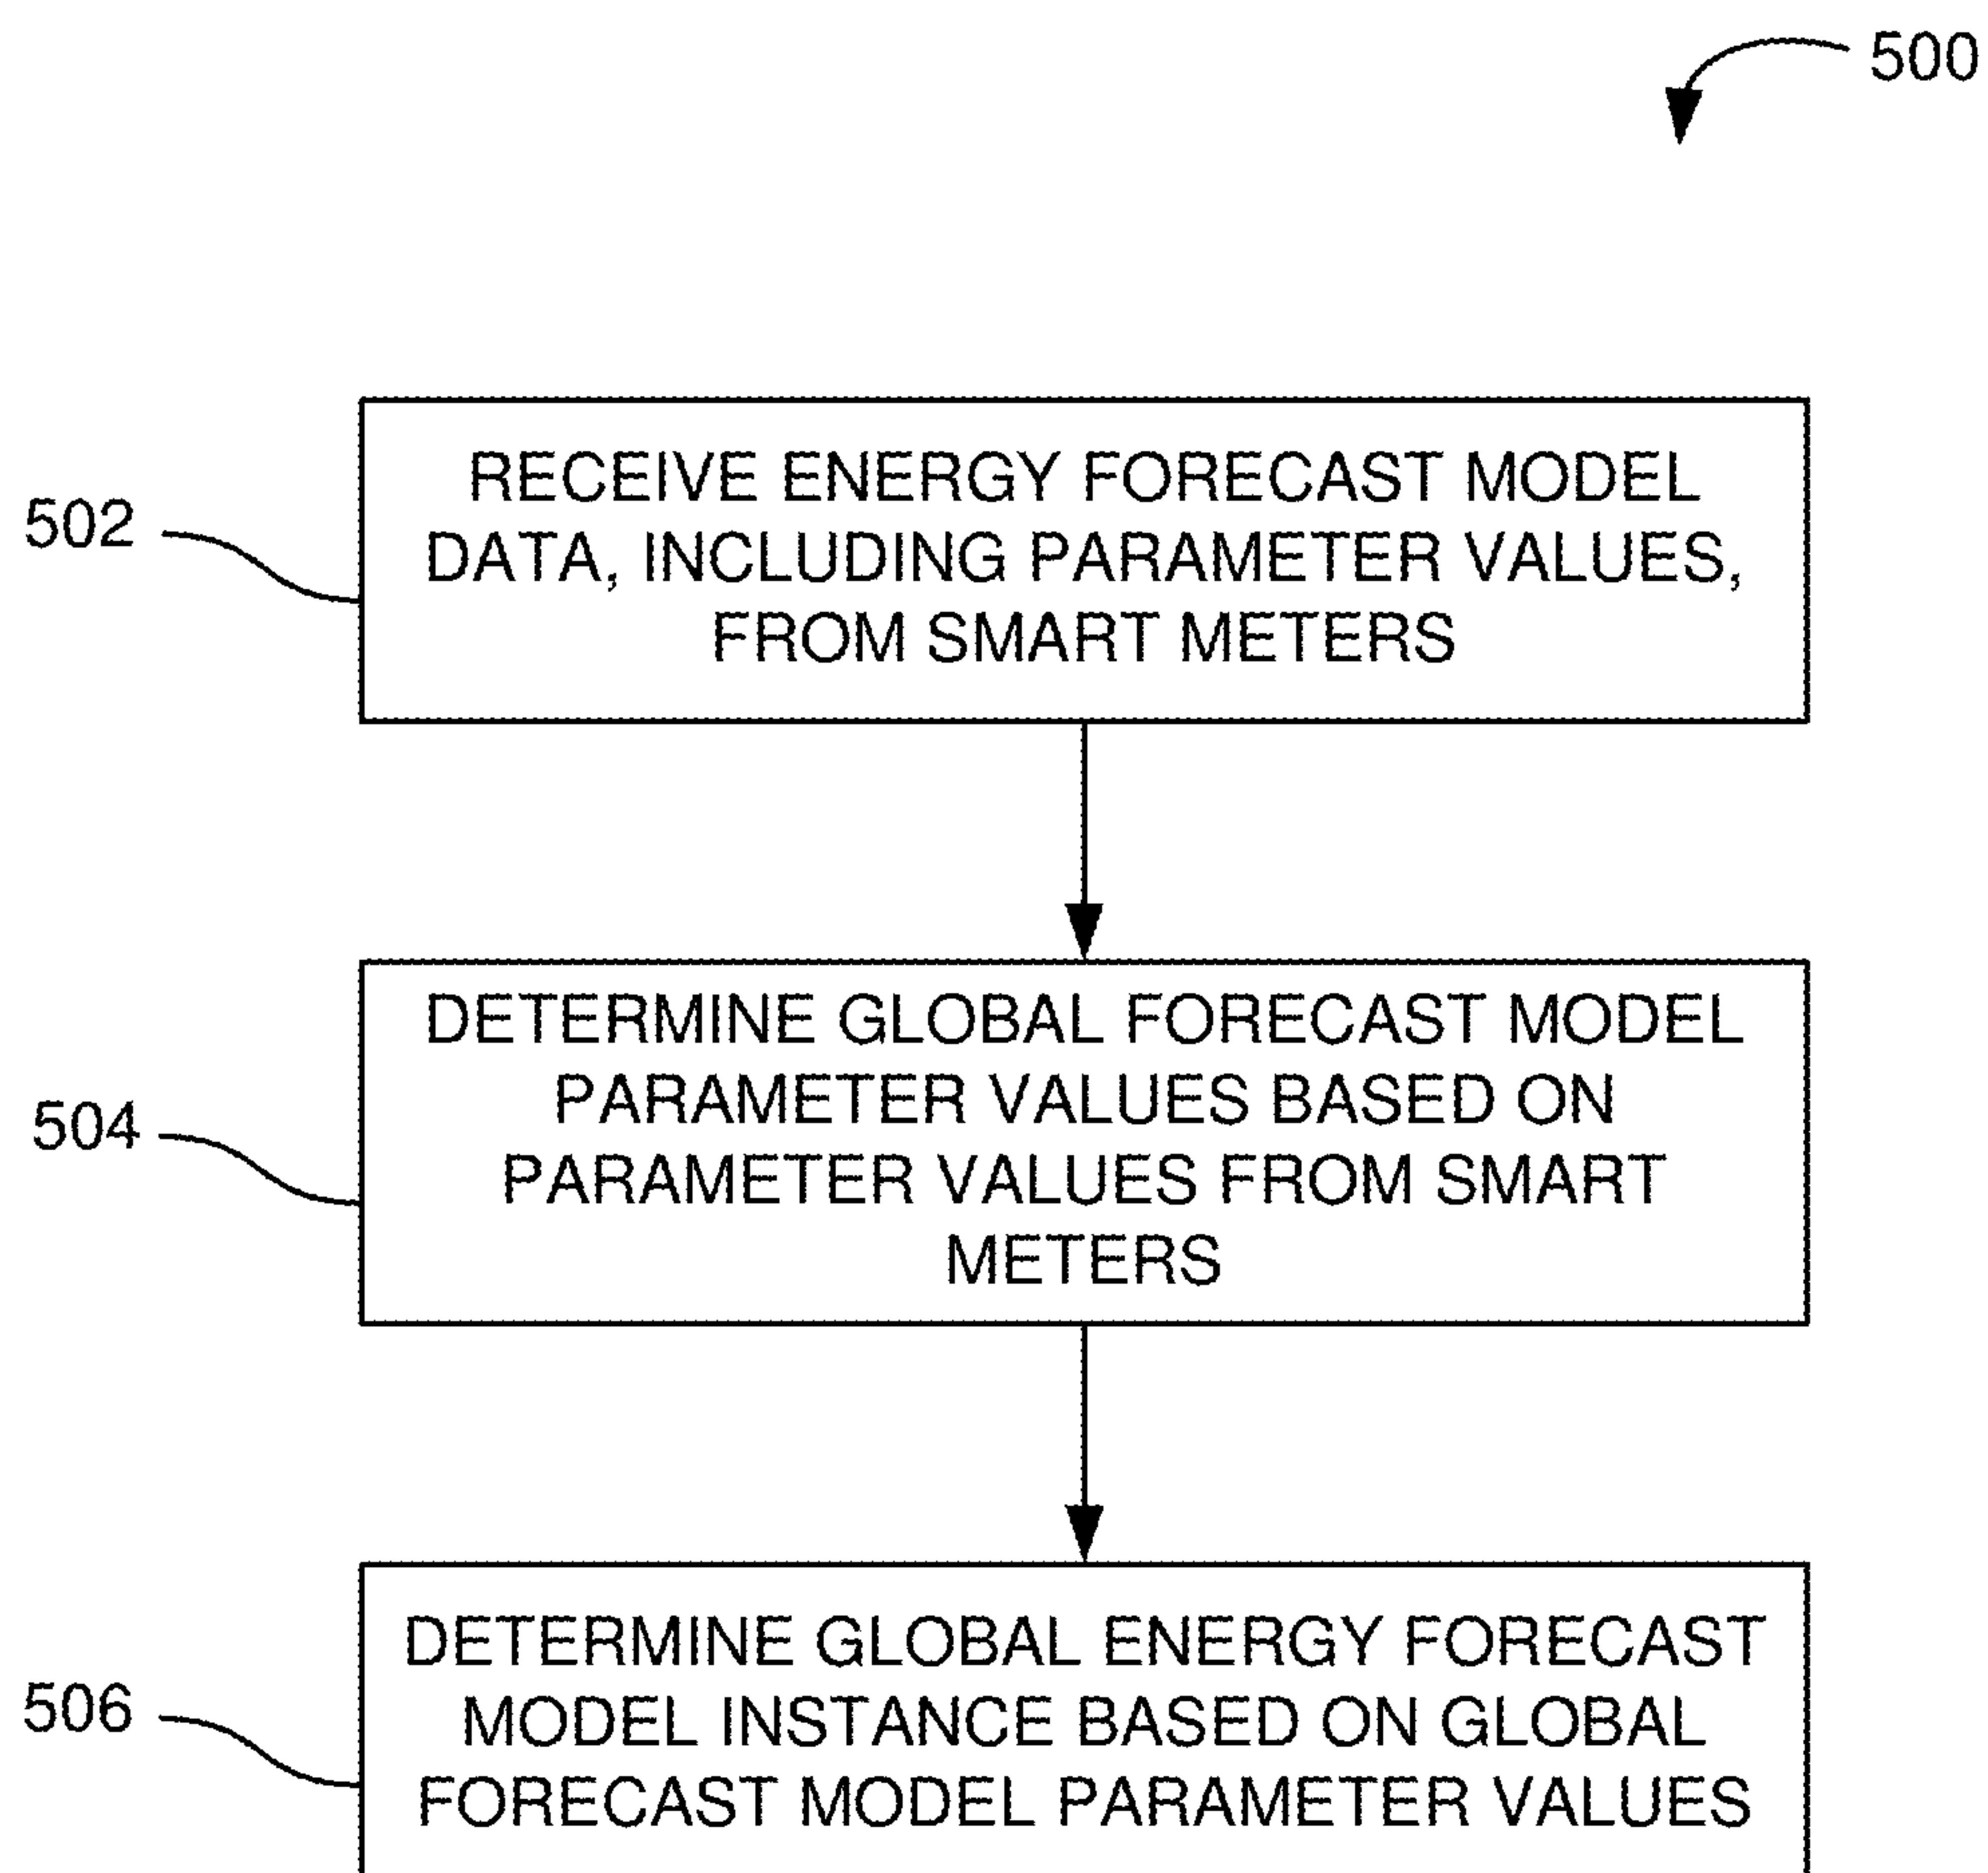 500
502
RECEIVE ENERGY FORECAST MODEL
DATA, INCLUDING PARAMETER VALUES,
FROM SMART METERS
504
DETERMINE GLOBAL FORECAST MODEL
PARAMETER VALUES BASED ON
PARAMETER VALUES FROM SMART
METERS
506
DETERMINE GLOBAL ENERGY FORECAST
MODEL INSTANCE BASED ON GLOBAL
FORECAST MODEL PARAMETER VALUES